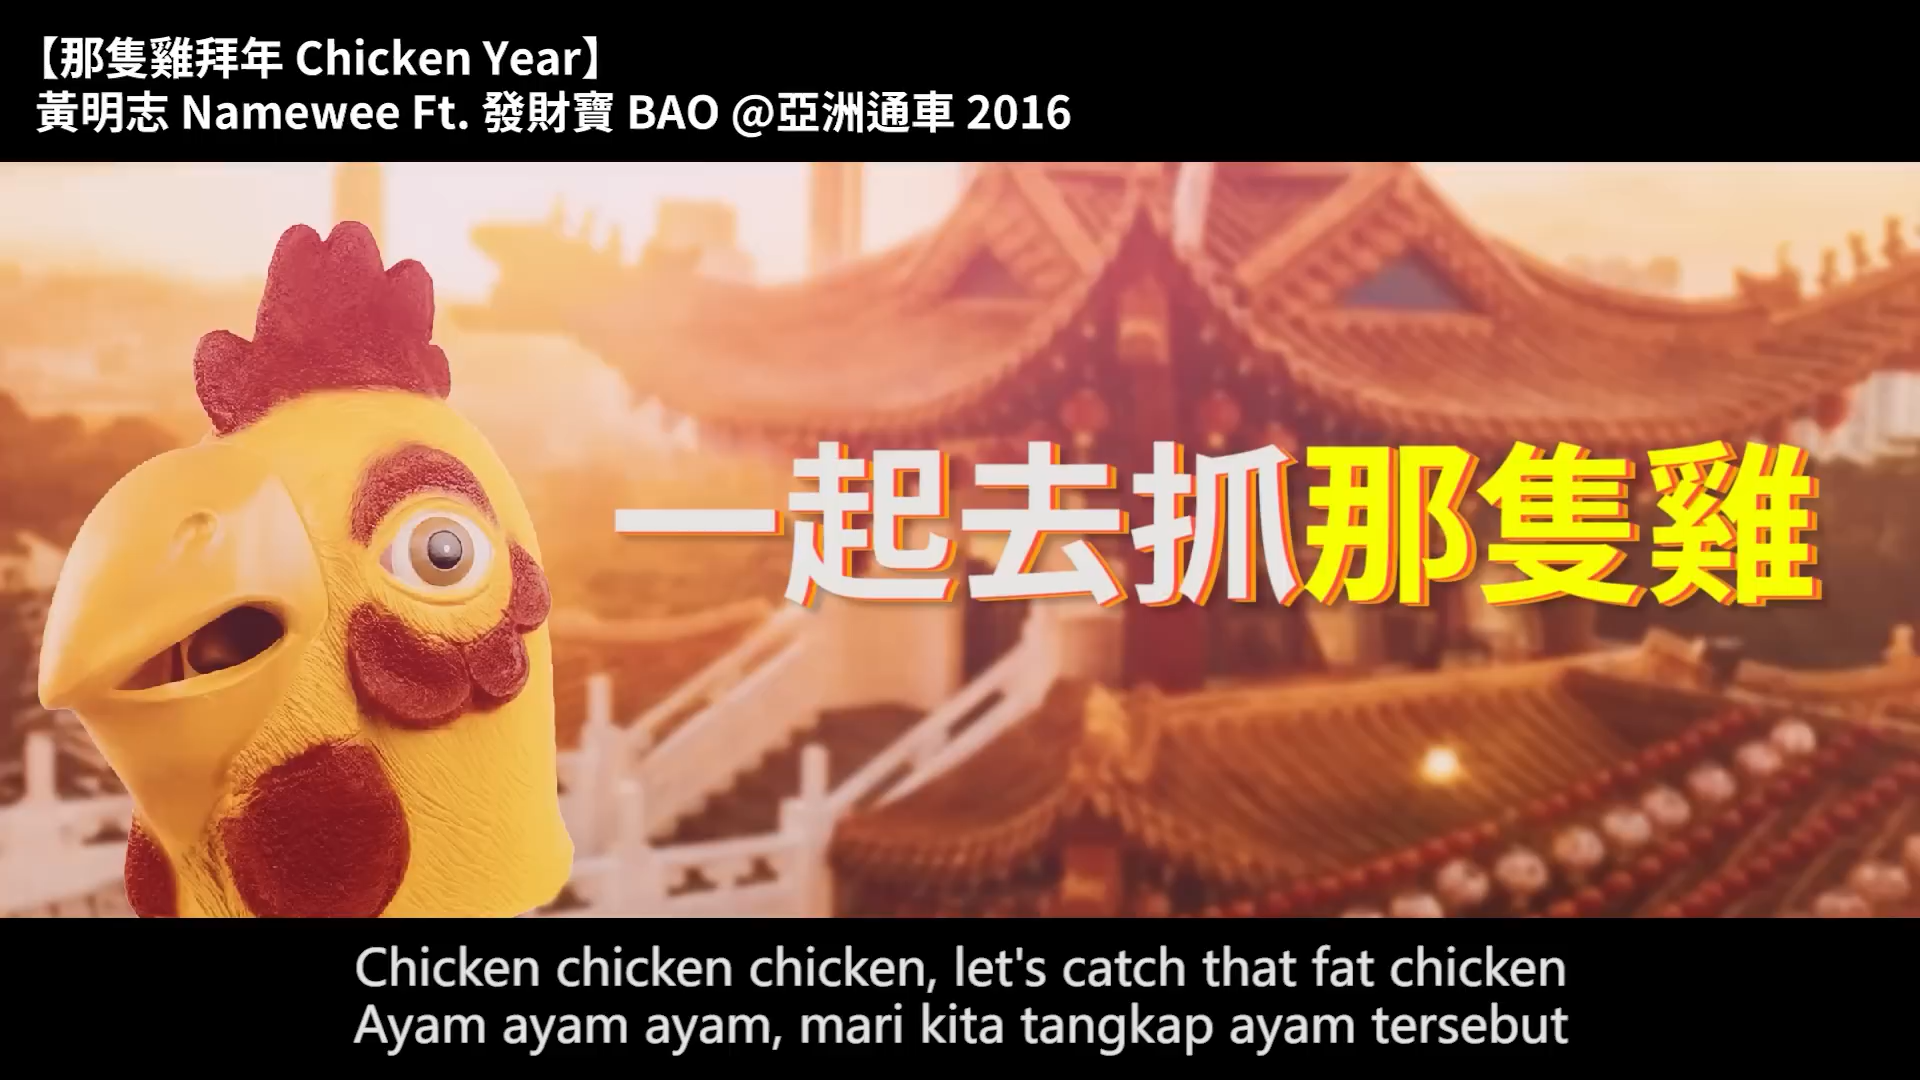 【那隻雞拜年 Chicken Year】
黃明志 Namewee Ft. 發財寶 BAO @亞洲通車 2016
一起去抓那隻雞
Chicken chicken chicken, let's catch that fat chicken
Ayam ayam ayam, mari kita tangkap ayam tersebut